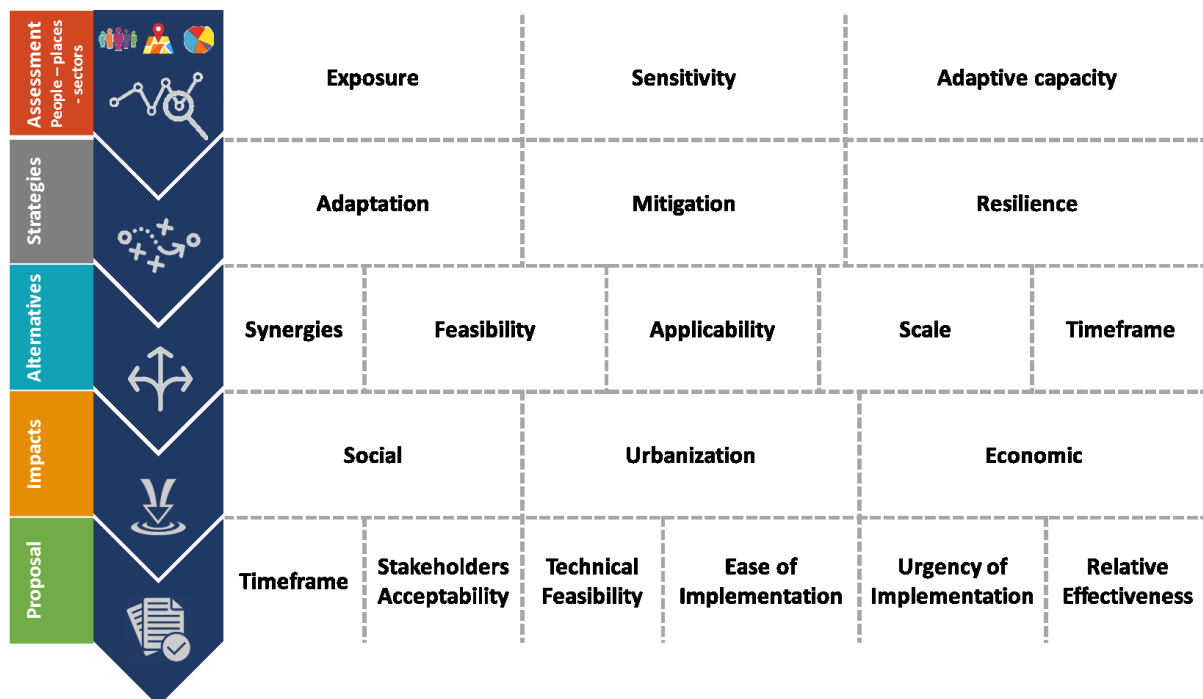 Assessment
People – places
- sectors
Exposure
Sensitivity
Adaptive capacity
Strategies
Adaptation
Mitigation
Resilience
Alternatives
Synergies
Feasibility
Applicability
Scale
Timeframe
Impacts
Social
Urbanization
Economic
Proposal
Timeframe
Stakeholders
Acceptability
Technical
Feasibility
Ease of
Implementation
Urgency of
Implementation
Relative
Effectiveness